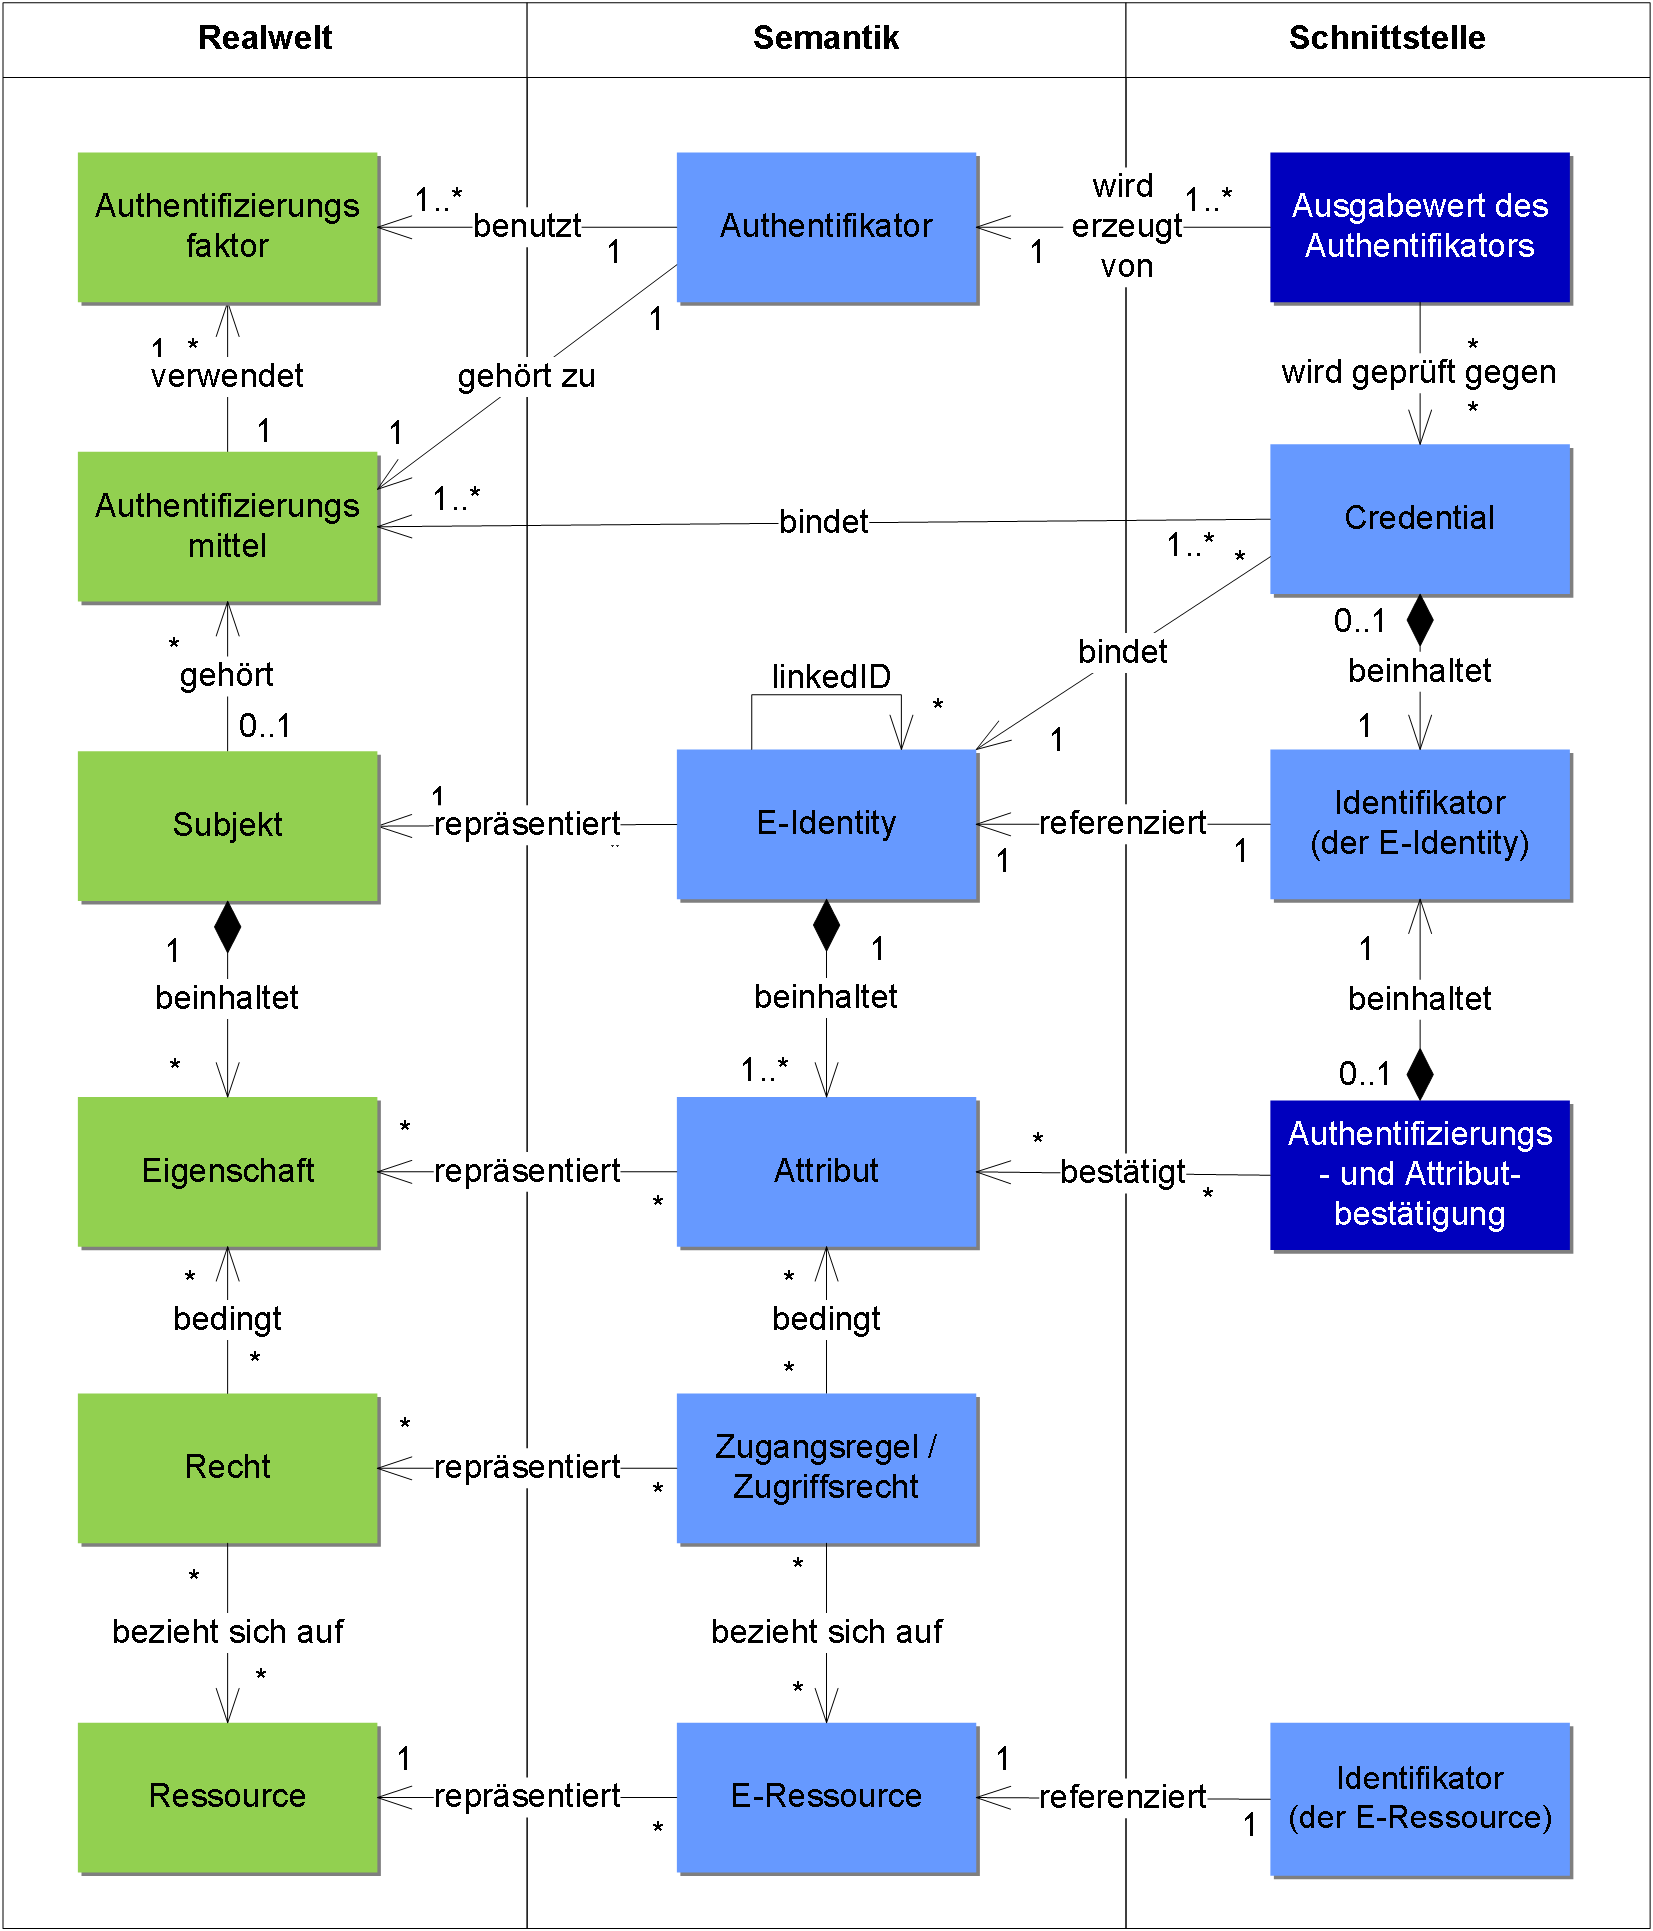 Realwelt
Semantik
Schnittstelle
Authentifizierungs
faktor
1..*
benutzt
1
Authentifikator
wird
erzeugt
von
1..*
1
Ausgabewert des
Authentifikators
1 *
verwendet
1
gehört zu
1
1
*
wird geprüft gegen
*
Authentifizierungs
mittel
1..*
bindet
1..*
Credential
*
gehört
0..1
*
bindet
1
0..1
beinhaltet
1
linkedID
*
Subjekt
1
repräsentiert
E-Identity
referenziert
1
1
Identifikator
(der E-Identity)
1
beinhaltet
*
1
beinhaltet
1..*
1
beinhaltet
0..1
Eigenschaft
*
repräsentiert
*
Attribut
*
bestätigt
*
Authentifizierungs
- und Attribut-
bestätigung
*
bedingt
*
*
bedingt
*
Recht
*
repräsentiert
*
Zugangsregel /
Zugriffsrecht
*
bezieht sich auf
*
*
bezieht sich auf
*
Ressource
1
repräsentiert
*
E-Ressource
1
referenziert
1
Identifikator
(der E-Ressource)